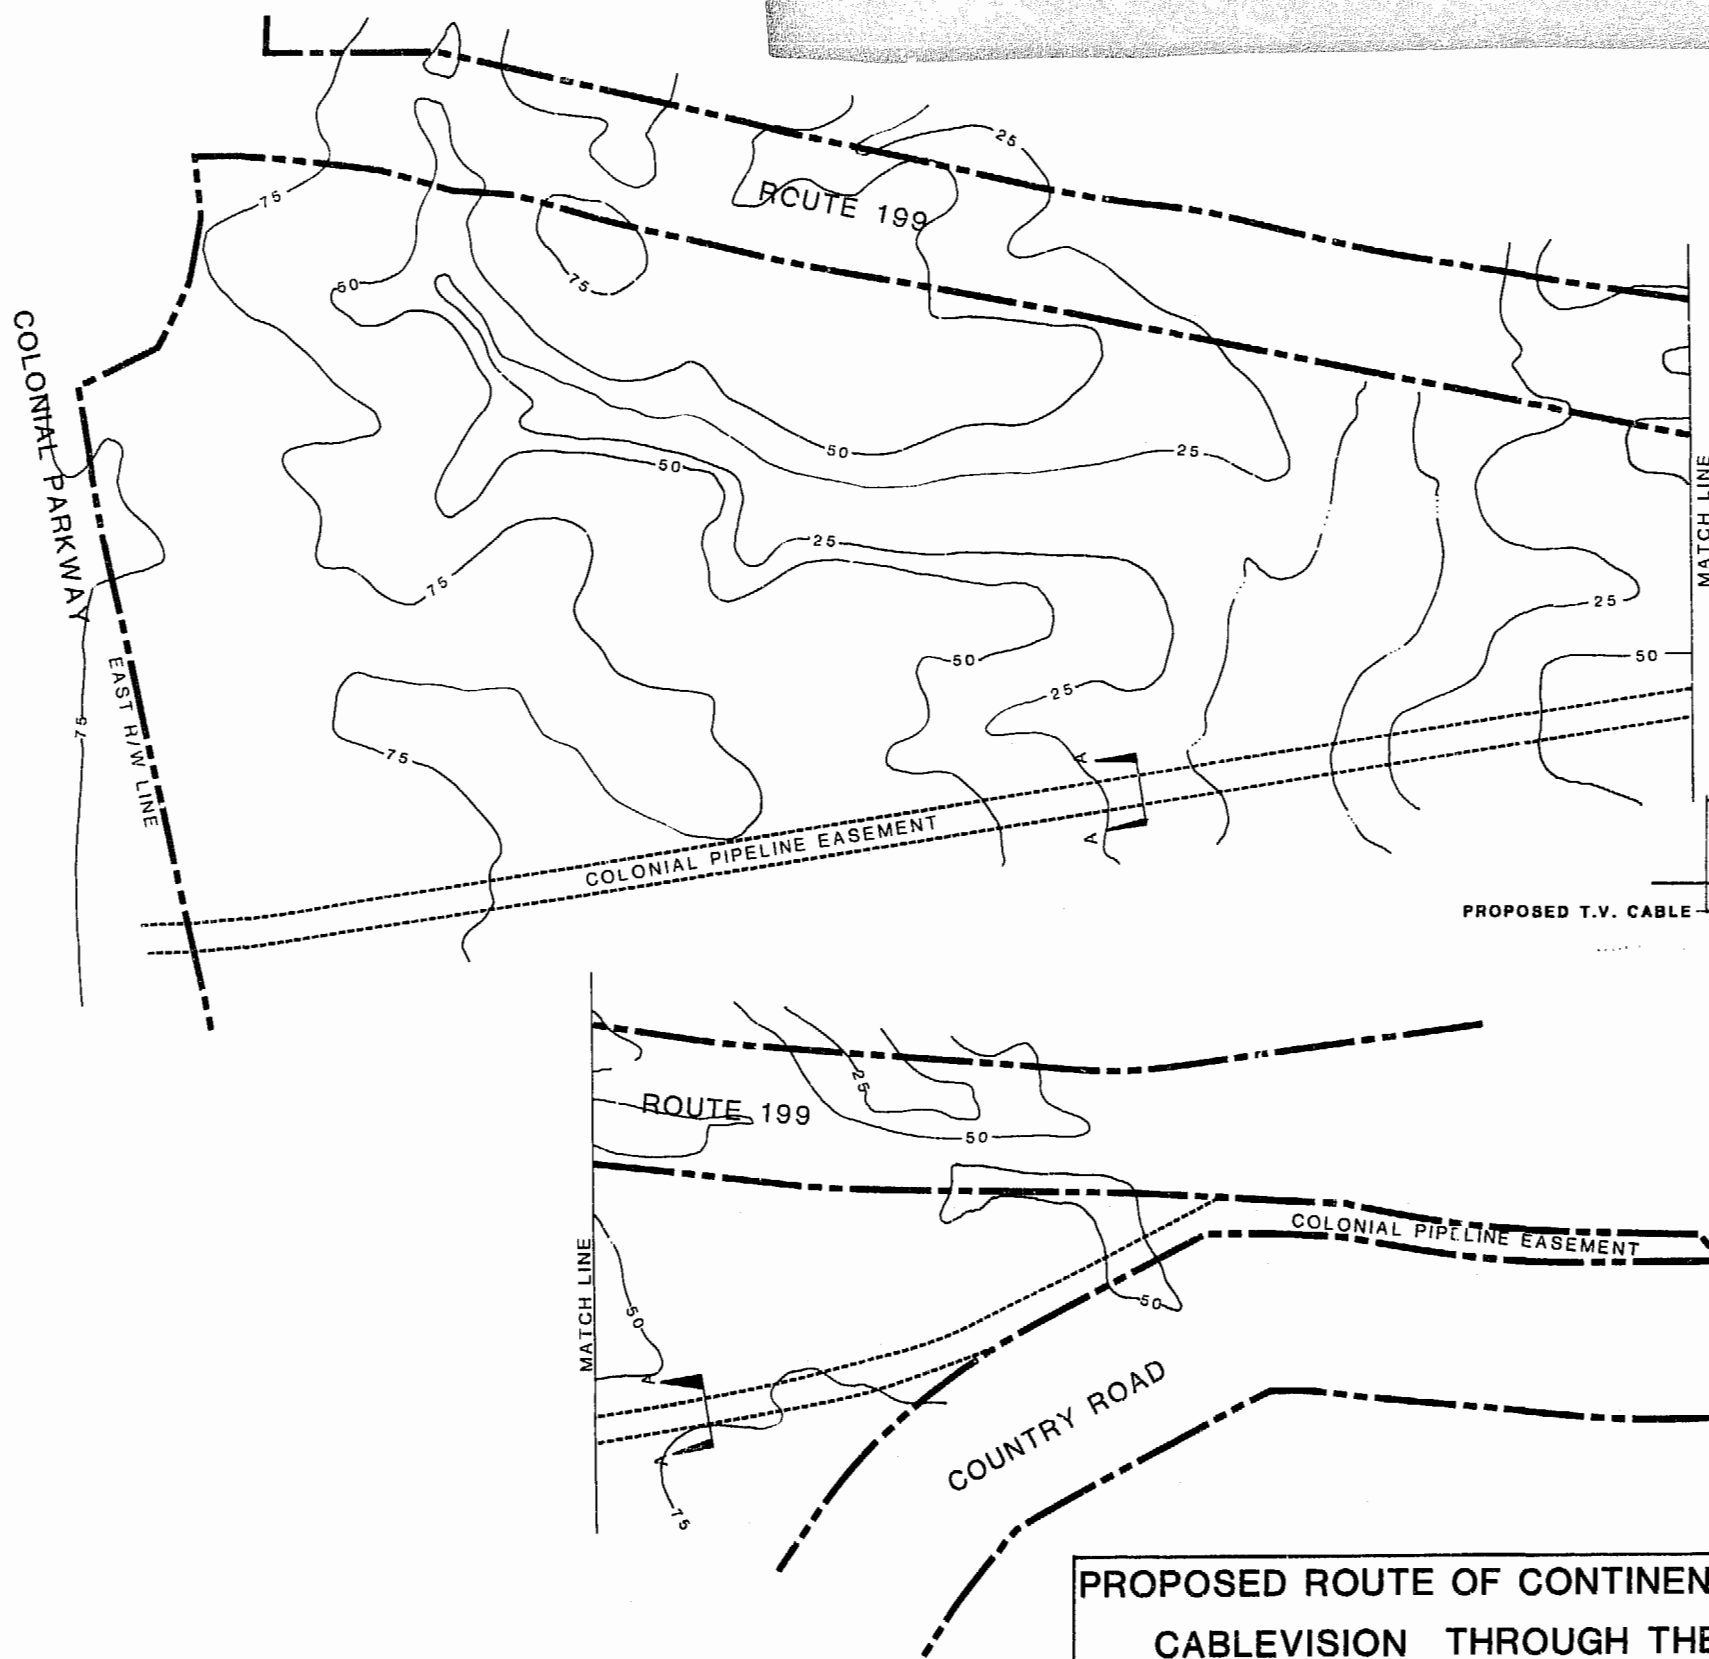 25
ROUTE 199
75
75
50
COLONIAL PARKWAY
50
25
50
MATCH LINE
25
75
25
50
50
25
EAST R/W LINE
75
75
A
A
COLONIAL PIPELINE EASEMENT
PROPOSED T.V. CABLE
25
ROUTE 199
50
COLONIAL PIPELINE EASEMENT
MATCH LINE
50
50
A
A
COUNTRY ROAD
75
PROPOSED ROUTE OF CONTINEN
CABLEVISION THROUGH THE